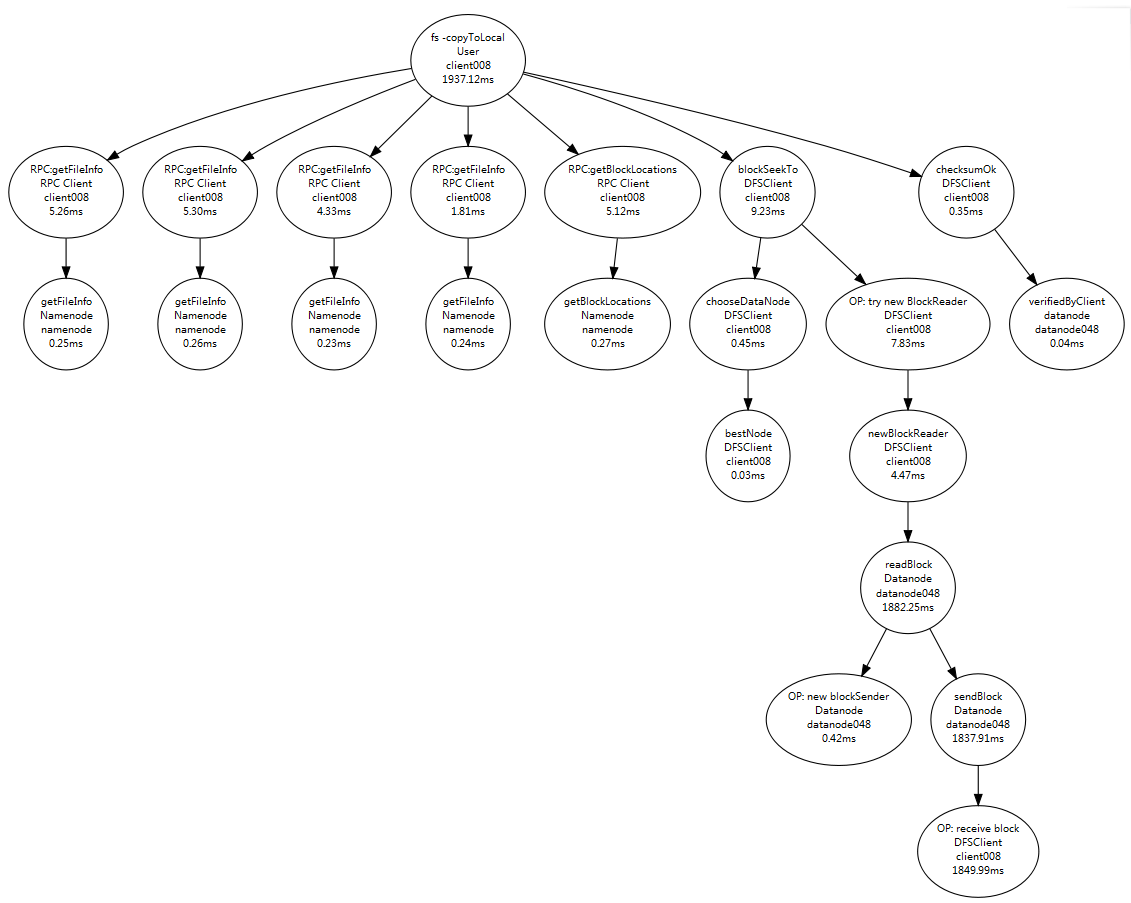 fs -copyToLocal
User
client008
1937.12ms
RPC:getFileInfo
RPC Client
client008
5.26ms
RPC:getFileInfo
RPC Client
client008
5.30ms
RPC:getFileInfo
RPC Client
client008
4.33ms
RPC:getFileInfo
RPC Client
client008
1.81ms
RPC:getBlockLocations
RPC Client
client008
5.12ms
blockSeekTo
DFSClient
client008
9.23ms
checksumOk
DFSClient
client008
0.35ms
getFileInfo
Namenode
namenode
0.25ms
getFileInfo
Namenode
namenode
0.26ms
getFileInfo
Namenode
namenode
0.23ms
getFileInfo
Namenode
namenode
0.24ms
getBlockLocations
Namenode
namenode
0.27ms
chooseDataNode
DFSClient
client008
0.45ms
OP: try new BlockReader
DFSClient
client008
7.83ms
verifiedByClient
datanode
datanode048
0.04ms
bestNode
DFSClient
client008
0.03ms
newBlockReader
DFSClient
client008
4.47ms
readBlock
Datanode
datanode048
1882.25ms
OP: new blockSender
Datanode
datanode048
0.42ms
sendBlock
Datanode
datanode048
1837.91ms
OP: receive block
DFSClient
client008
1849.99ms